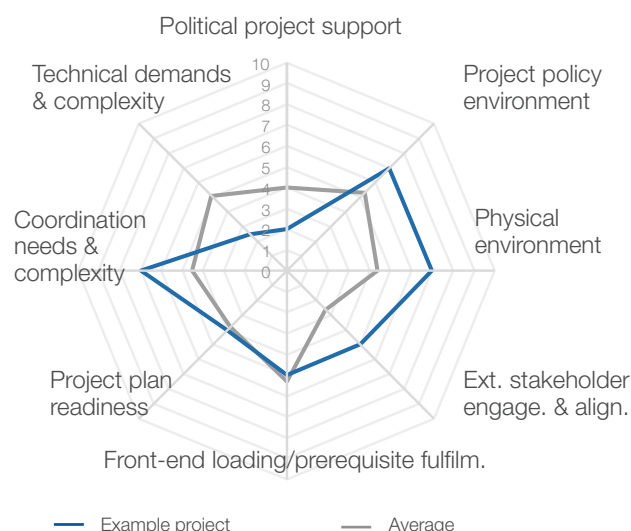 Political project support
Technical demands
& complexity
Project policy
environment
10
9
8
7
6
5
4
3
2
1
0
Coordination
needs &
complexity
Physical
environment
Project plan
readiness
Ext. stakeholder
engage. & align.
Front-end loading/prerequisite fulfilm.
Example project
Average